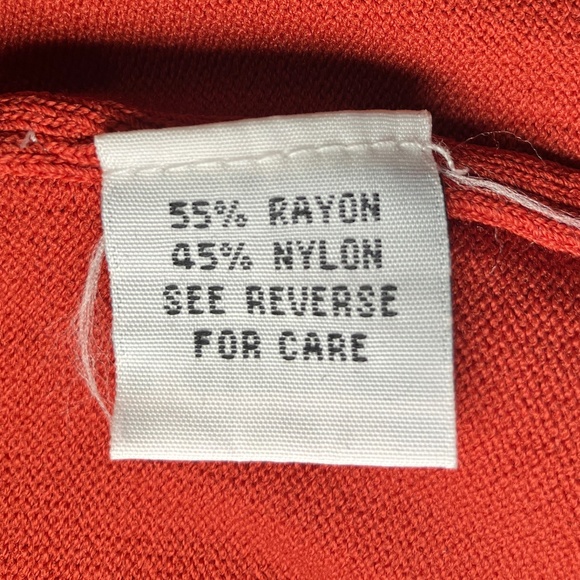 55% RAYON
45% NYLON
SEE REVERSE
FOR CARE